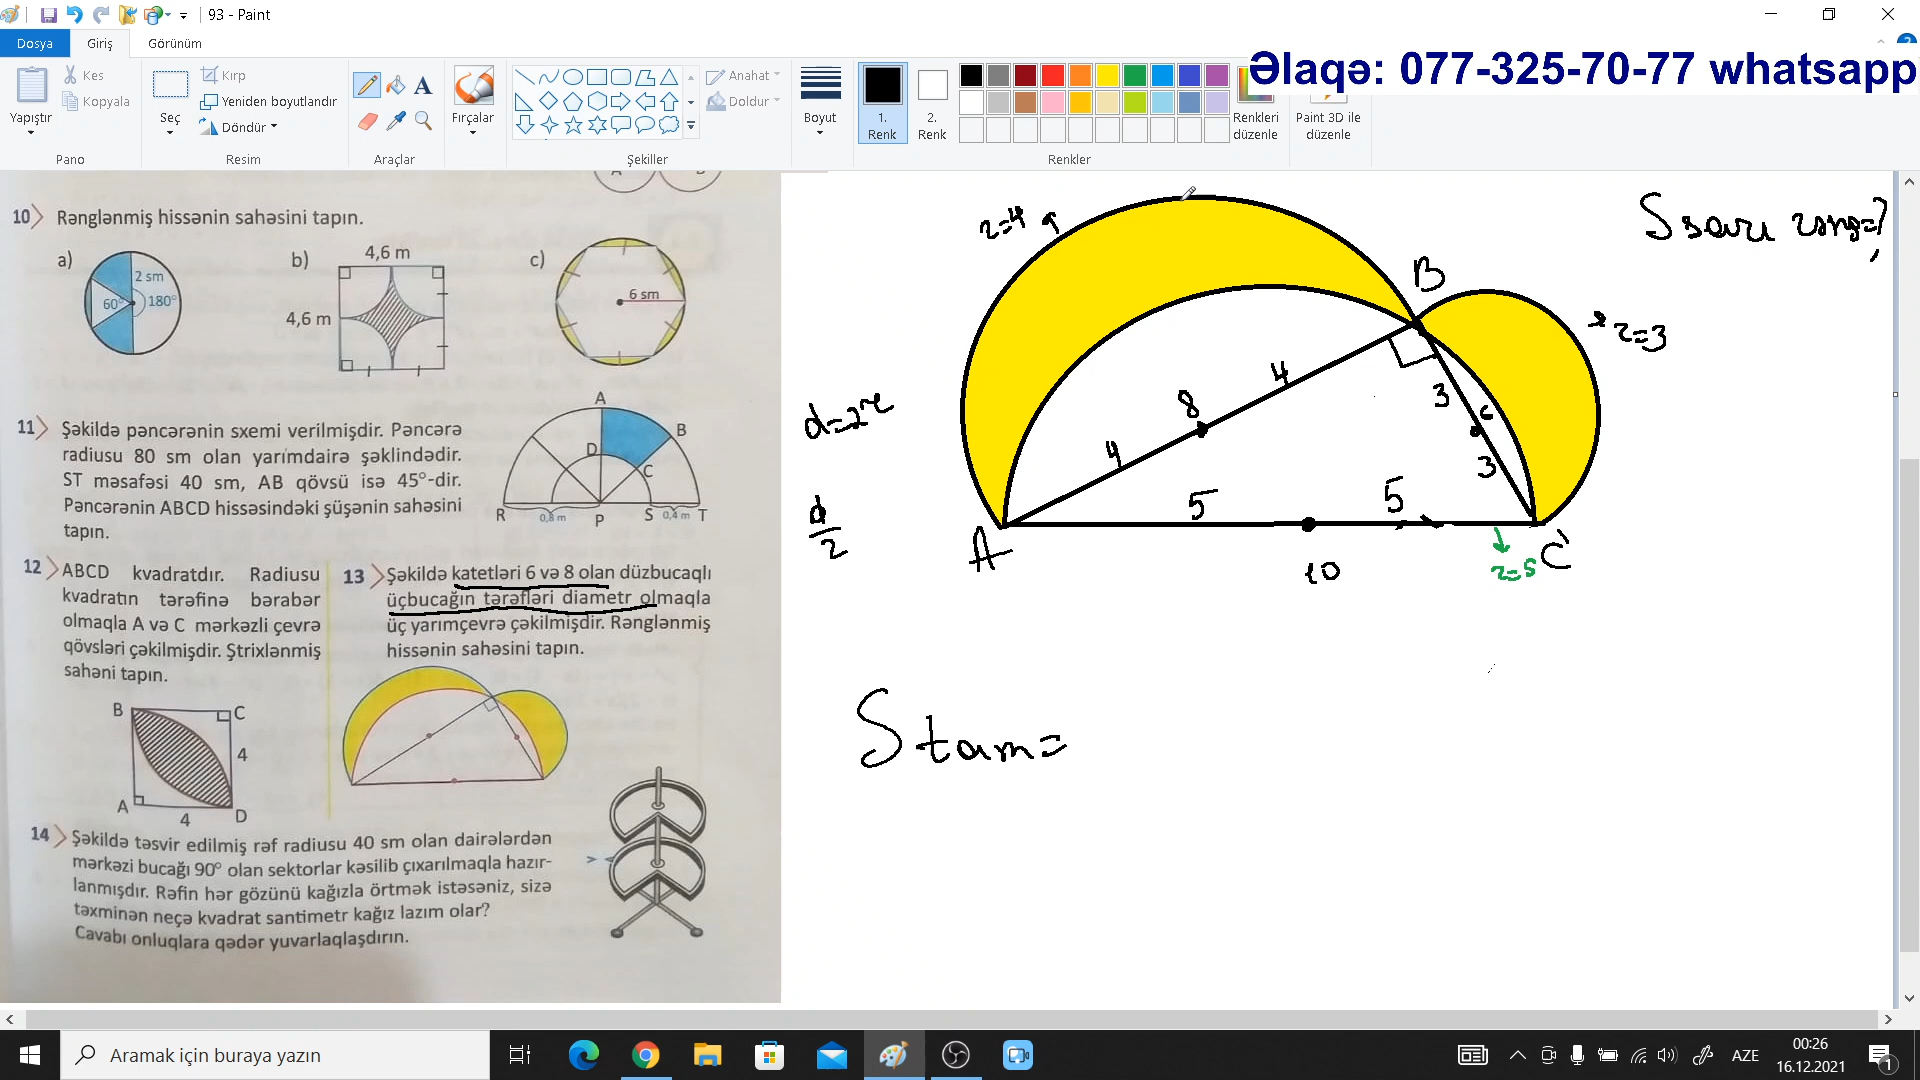 93 - Paint
Əlaqə: 077-325-70-77 whatsapp
Dosya Giriş Görünüm
Yapıştır
Kes
Kopyala
Pano
Seç
Kırp
Yeniden boyutlandır
Döndür
Resim
A
Araçlar
Fırçalar
Şekiller
Anahat
Doldur
Boyut
1.
Renk
2.
Renk
Renkler
Renkleri
düzenle
Paint 3D ile
düzenle
10 Rənglənmiş hissənin sahəsini tapın.
a) 2 sm 60° 180°
b) 4,6 m
4,6 m
c) 6 sm
11 Şəkildə pəncərənin sxemi verilmişdir. Pəncərə
radiusu 80 sm olan yarımdairə şəklindədir.
ST məsafəsi 40 sm, AB qövsü isə 45°-dir.
Pəncərənin ABCD hissəsindəki şüşənin sahəsini
tapın.
A
B
D
C
R 0,8 m P S 0,4 m T
12 ABCD kvadratdır. Radiusu
kvadratın tərəfinə bərabər
olmaqla A və C mərkəzli çevrə
qövsləri çəkilmişdir. Ştrixlənmiş
sahəni tapın.
B C
4
A D
4
13 Şəkildə katetləri 6 və 8 olan düzbucaqlı
üçbucağın tərəfləri diametr olmaqla
üç yarımçevrə çəkilmişdir. Rənglənmiş
hissənin sahəsini tapın.
14 Şəkildə təsvir edilmiş rəf radiusu 40 sm olan dairələrdən
mərkəzi bucağı 90° olan sektorlar kəsilib çıxarılmaqla hazır-
lanmışdır. Rəfin hər gözünü kağızla örtmək istəsəniz, sizə
təxminən neçə kvadrat santimetr kağız lazım olar?
Cavabı onluqlara qədər yuvarlaqlaşdırın.
S sarı rəng=?
r=4
B
r=3
d=2r
d/2
4
8
4
3
6
3
5
5
A
10
r=5
C
S tam=
Aramak için buraya yazın
AZE
00:26
16.12.2021
1